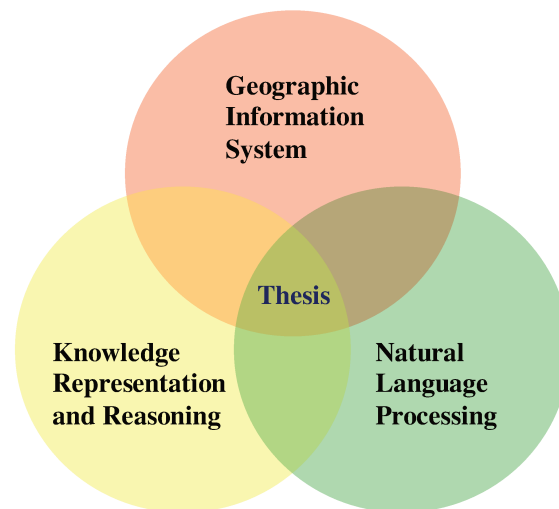 Geographic
Information
System
Thesis
Knowledge
Representation
and Reasoning
Natural
Language
Processing